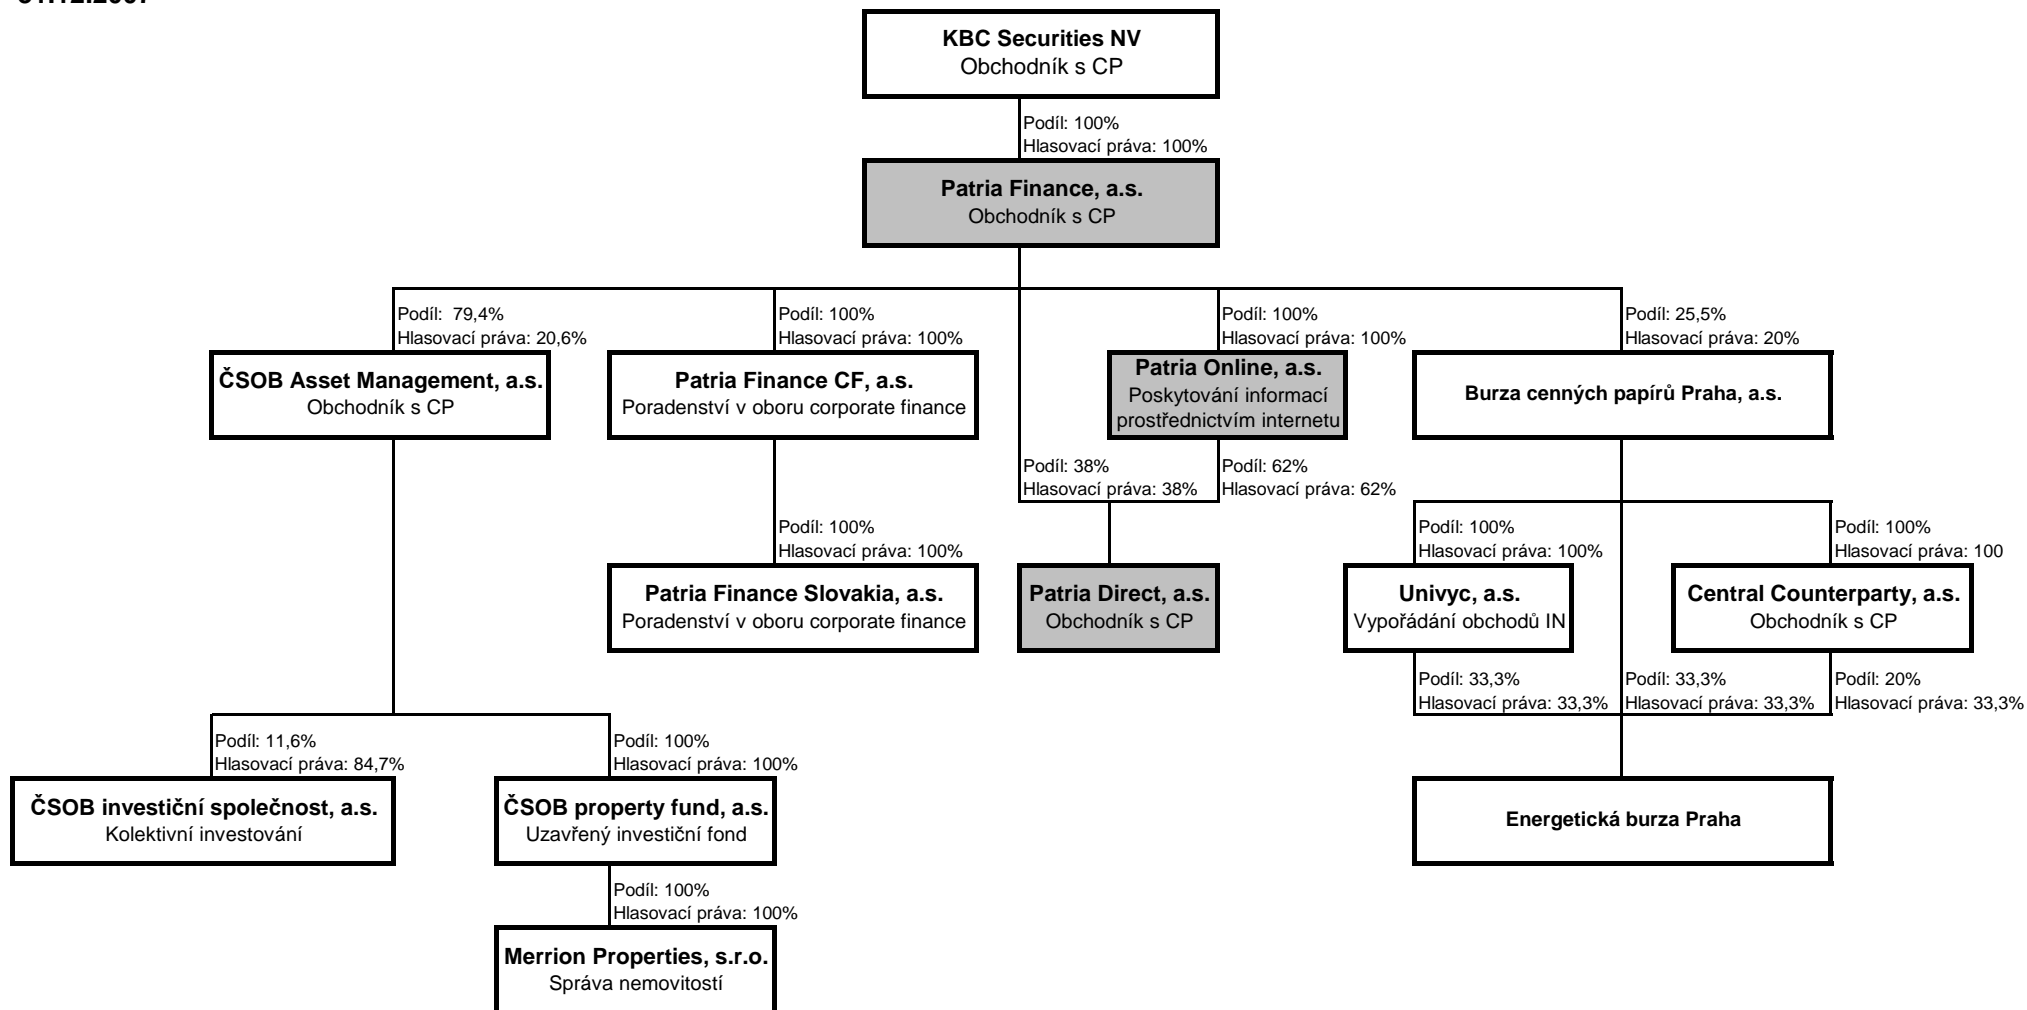 KBC Securities NV
Obchodník s CP
Podíl: 100%
Hlasovací práva: 100%
Patria Finance, a.s.
Obchodník s CP
Podíl:  79,4%
Hlasovací práva: 20,6%
Podíl: 100%
Hlasovací práva: 100%
Podíl: 100%
Hlasovací práva: 100%
Podíl: 25,5%
Hlasovací práva: 20%
ČSOB Asset Management, a.s.
Obchodník s CP
Patria Finance CF, a.s.
Poradenství v oboru corporate finance
Patria Online, a.s.
Poskytování informací
prostřednictvím internetu
Burza cenných papírů Praha, a.s.
Podíl: 38%
Hlasovací práva: 38%
Podíl: 62%
Hlasovací práva: 62%
Podíl: 100%
Hlasovací práva: 100%
Podíl: 100%
Hlasovací práva: 100%
Podíl: 100%
Hlasovací práva: 100
Patria Finance Slovakia, a.s.
Poradenství v oboru corporate finance
Patria Direct, a.s.
Obchodník s CP
Univyc, a.s.
Vypořádání obchodů IN
Central Counterparty, a.s.
Obchodník s CP
Podíl: 33,3%
Hlasovací práva: 33,3%
Podíl: 33,3%
Hlasovací práva: 33,3%
Podíl: 20%
Hlasovací práva: 33,3%
Podíl: 11,6%
Hlasovací práva: 84,7%
Podíl: 100%
Hlasovací práva: 100%
ČSOB investiční společnost, a.s.
Kolektivní investování
ČSOB property fund, a.s.
Uzavřený investiční fond
Energetická burza Praha
Podíl: 100%
Hlasovací práva: 100%
Merrion Properties, s.r.o.
Správa nemovitostí